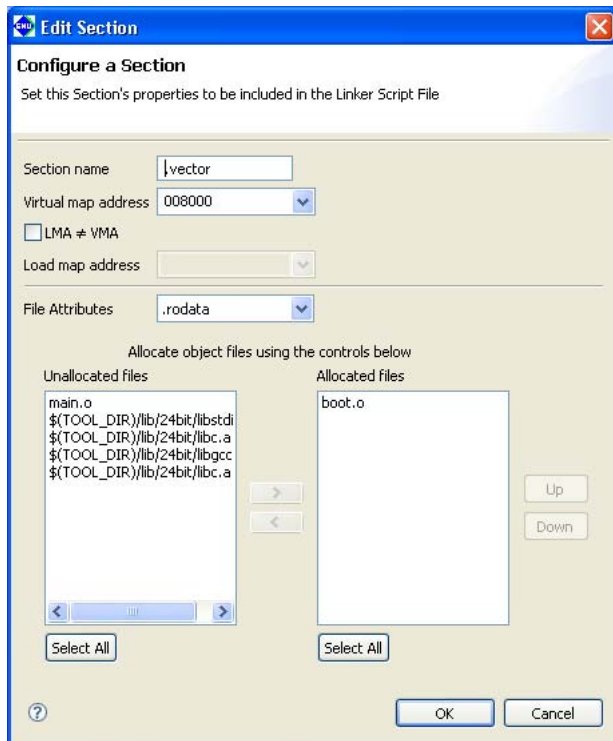 GNU Edit Section
Configure a Section
Set this Section's properties to be included in the Linker Script File
Section name .vector
Virtual map address 008000
LMA ≠ VMA
Load map address
File Attributes .rodata
Allocate object files using the controls below
Unallocated files Allocated files
main.o boot.o
$(TOOL_DIR)/lib/24bit/libstdi
$(TOOL_DIR)/lib/24bit/libc.a
$(TOOL_DIR)/lib/24bit/libgcc
$(TOOL_DIR)/lib/24bit/libc.a
> Up
< Down
Select All Select All
? OK Cancel